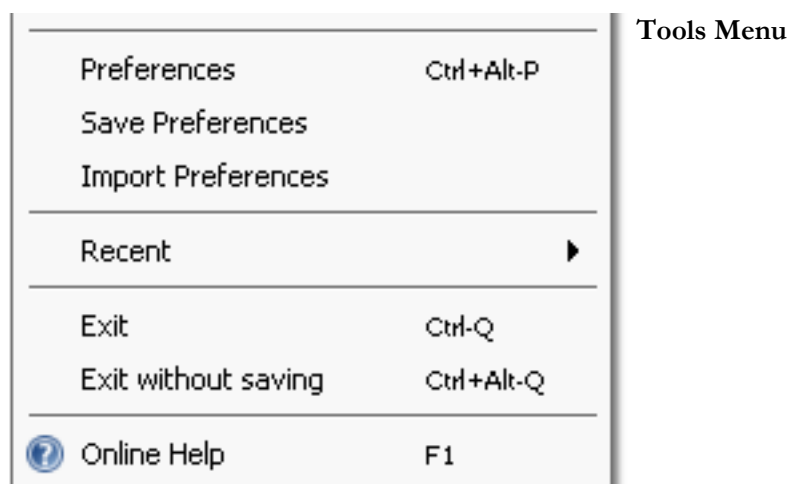 Tools Menu
Preferences Ctrl+Alt-P
Save Preferences
Import Preferences
Recent
Exit Ctrl-Q
Exit without saving Ctrl+Alt-Q
Online Help F1